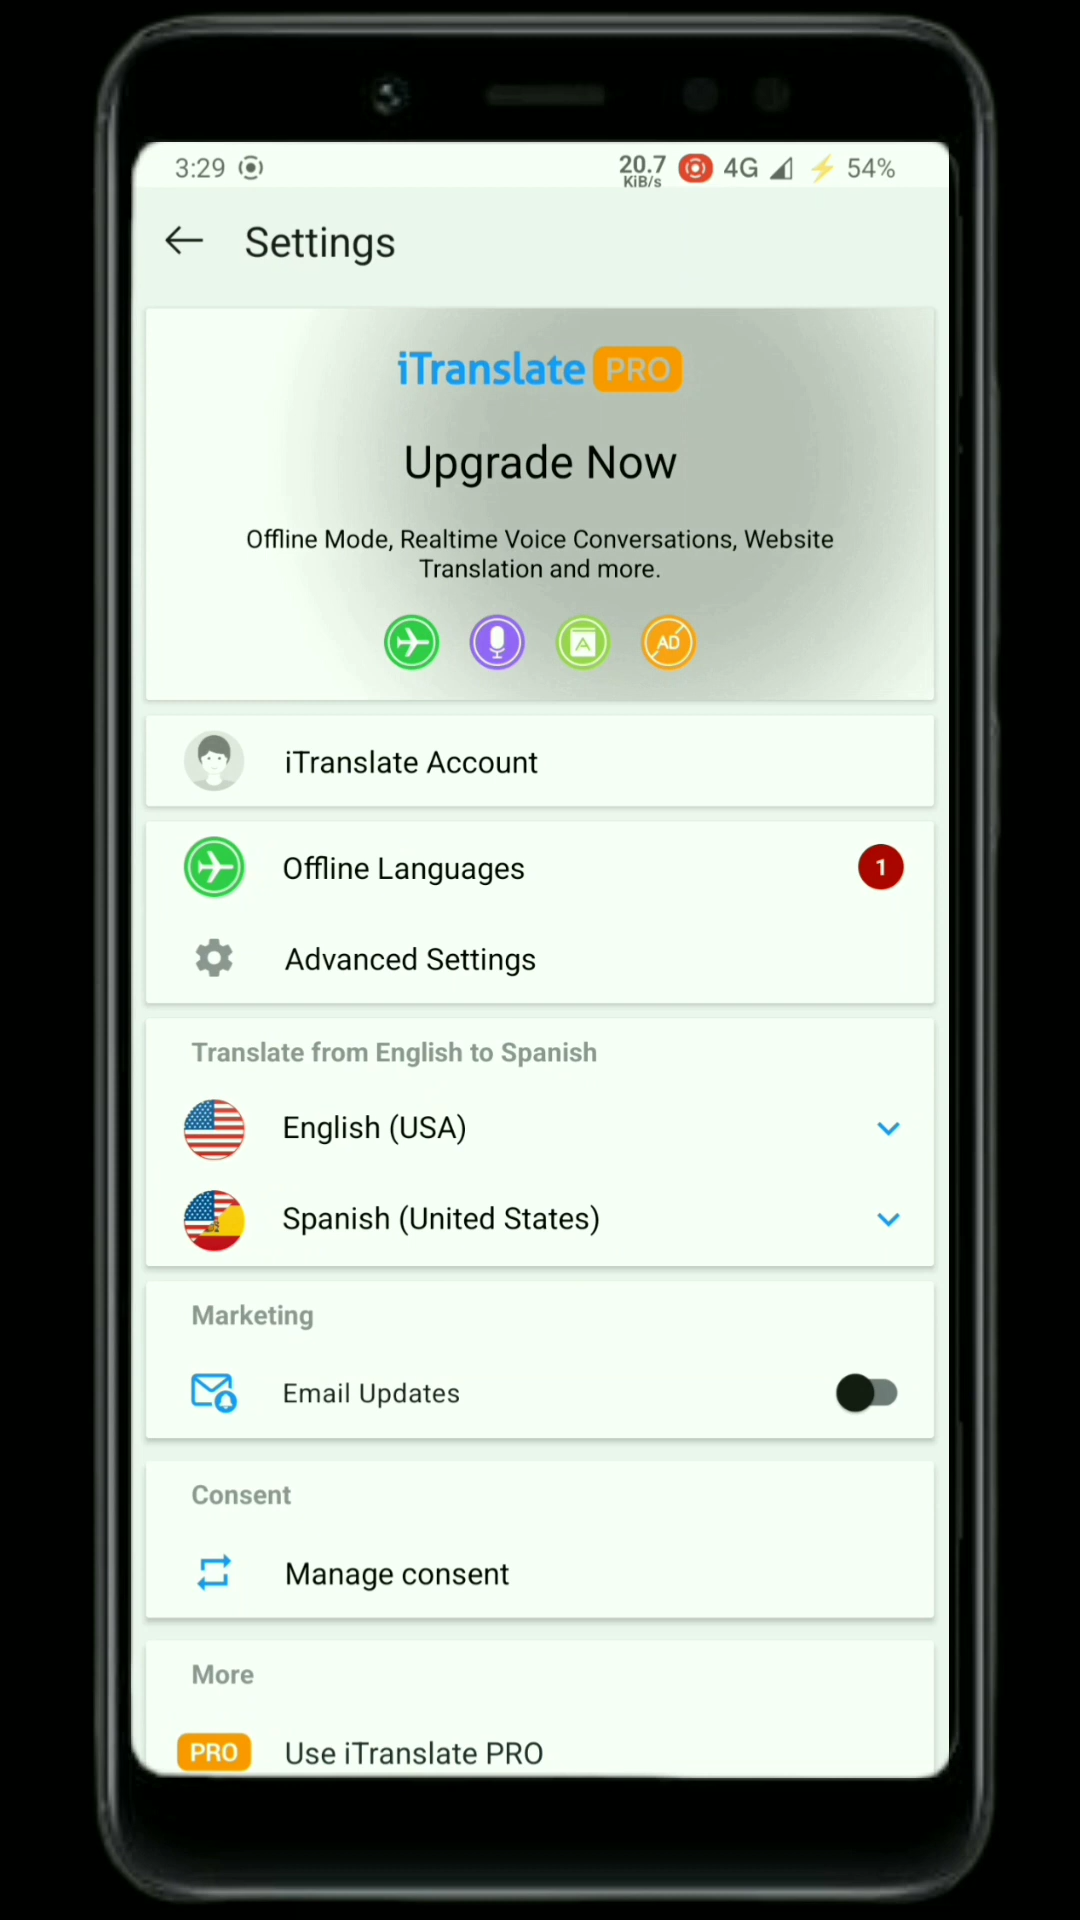 3:29 20.7 KiB/s 4G 54%
Settings
iTranslate PRO
Upgrade Now
Offline Mode, Realtime Voice Conversations, Website
Translation and more.
A AD
iTranslate Account
Offline Languages 1
Advanced Settings
Translate from English to Spanish
English (USA)
Spanish (United States)
Marketing
Email Updates
Consent
Manage consent
More
PRO Use iTranslate PRO